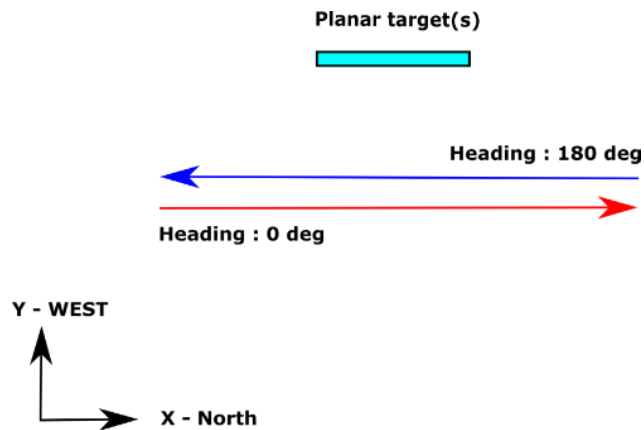 Planar target(s)
Heading : 180 deg
Heading : 0 deg
Y - WEST
X - North